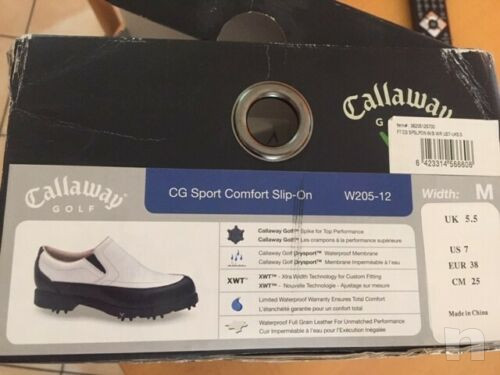 Callaway
G
Item#: 
6 423314 566608
Callaway
GOLF
CG Sport Comfort Slip-On W205-12 Width: M
Callaway Golf™ Spike for Top Performance
Callaway Golf™ Les crampons à la performance supérieure
Callaway Golf Drysport™ Waterproof Membrane
Callaway Golf Drysport™ Membrane Imperméable à l'eau
XWT™ XWT™ - Xtra Width Technology for Custom Fitting
XWT™ - Nouvelle Technologie - Ajustage sur mesure
Limited Waterproof Warranty Ensures Total Comfort
L'étanchéité garantie pour un confort total
Waterproof Full Grain Leather For Unmatched Performance
Cuir Imperméable à l'eau pour l'Exécution Inégalée
UK 5.5
US 7
EUR 38
CM 25
Made in China
n